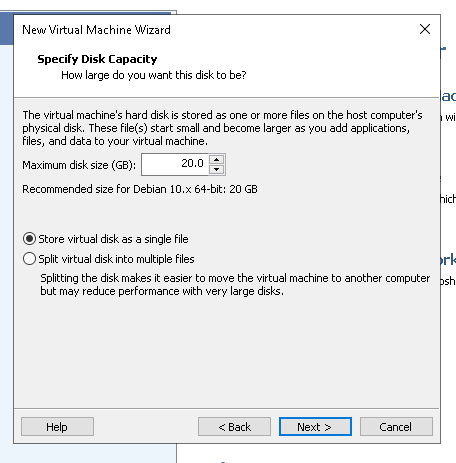 New Virtual Machine Wizard
Specify Disk Capacity
How large do you want this disk to be?
The virtual machine's hard disk is stored as one or more files on the host computer's
physical disk. These file(s) start small and become larger as you add applications,
files, and data to your virtual machine.
Maximum disk size (GB): 20.0
Recommended size for Debian 10.x 64-bit: 20 GB
Store virtual disk as a single file
Split virtual disk into multiple files
Splitting the disk makes it easier to move the virtual machine to another computer
but may reduce performance with very large disks.
Help
< Back
Next >
Cancel